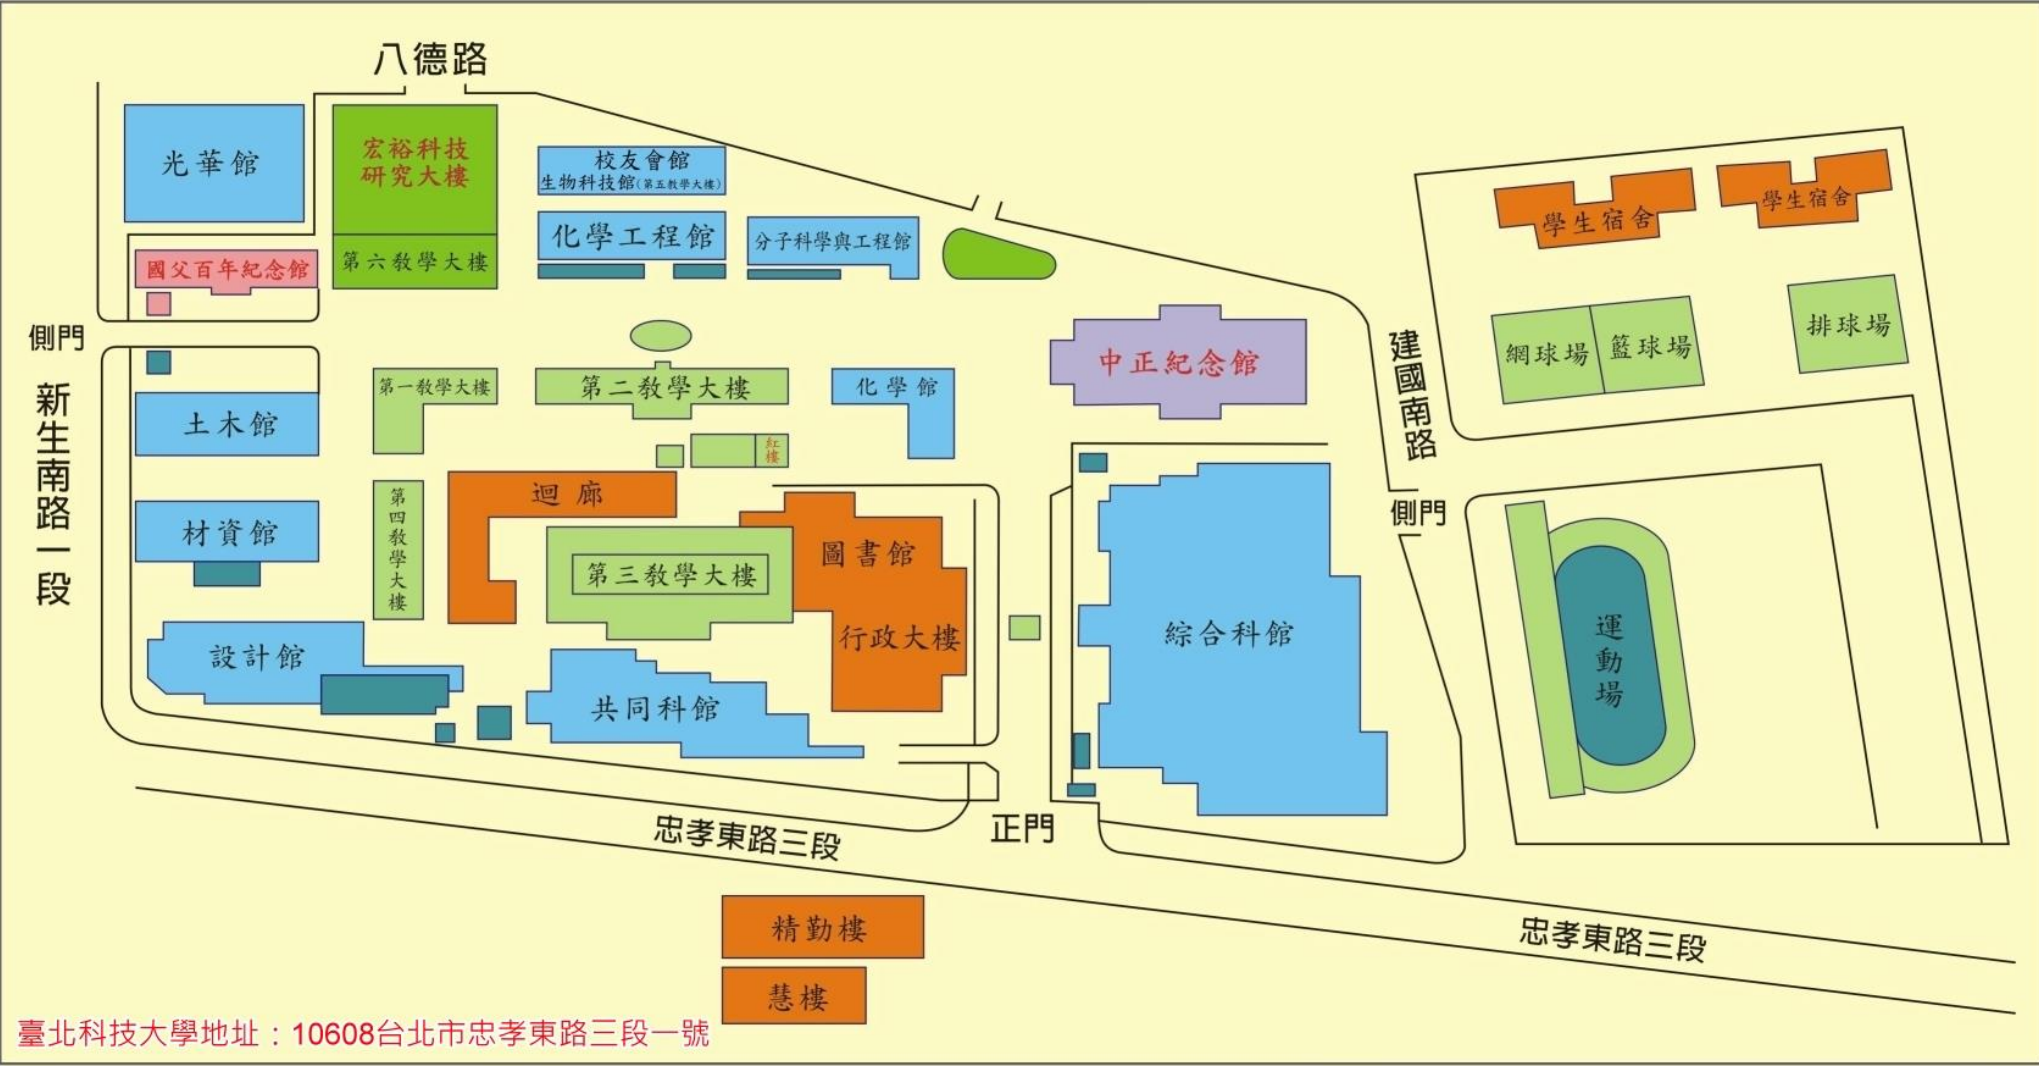 八德路
光華館
宏裕科技
研究大樓
校友會館
生物科技館(第五教學大樓)
化學工程館
分子科學與工程館
國父百年紀念館
第六教學大樓
學生宿舍
學生宿舍
側門
中正紀念館
建國南路
網球場
籃球場
排球場
新生南路一段
第一教學大樓
第二教學大樓
化學館
土木館
紅樓
材資館
第四教學大樓
迴廊
圖書館
側門
第三教學大樓
行政大樓
綜合科館
運動場
設計館
共同科館
忠孝東路三段
正門
精勤樓
忠孝東路三段
慧樓
臺北科技大學地址：10608台北市忠孝東路三段一號